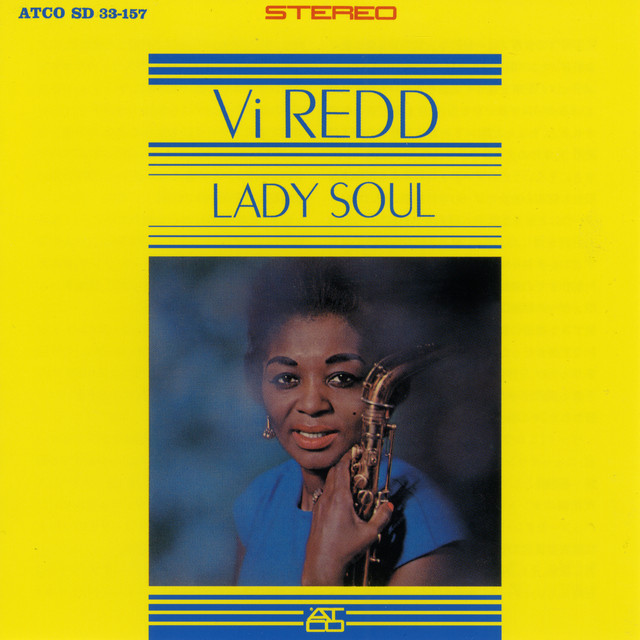 ATCO SD 33-157
STEREO
Vi REDD
LADY SOUL
ATCO